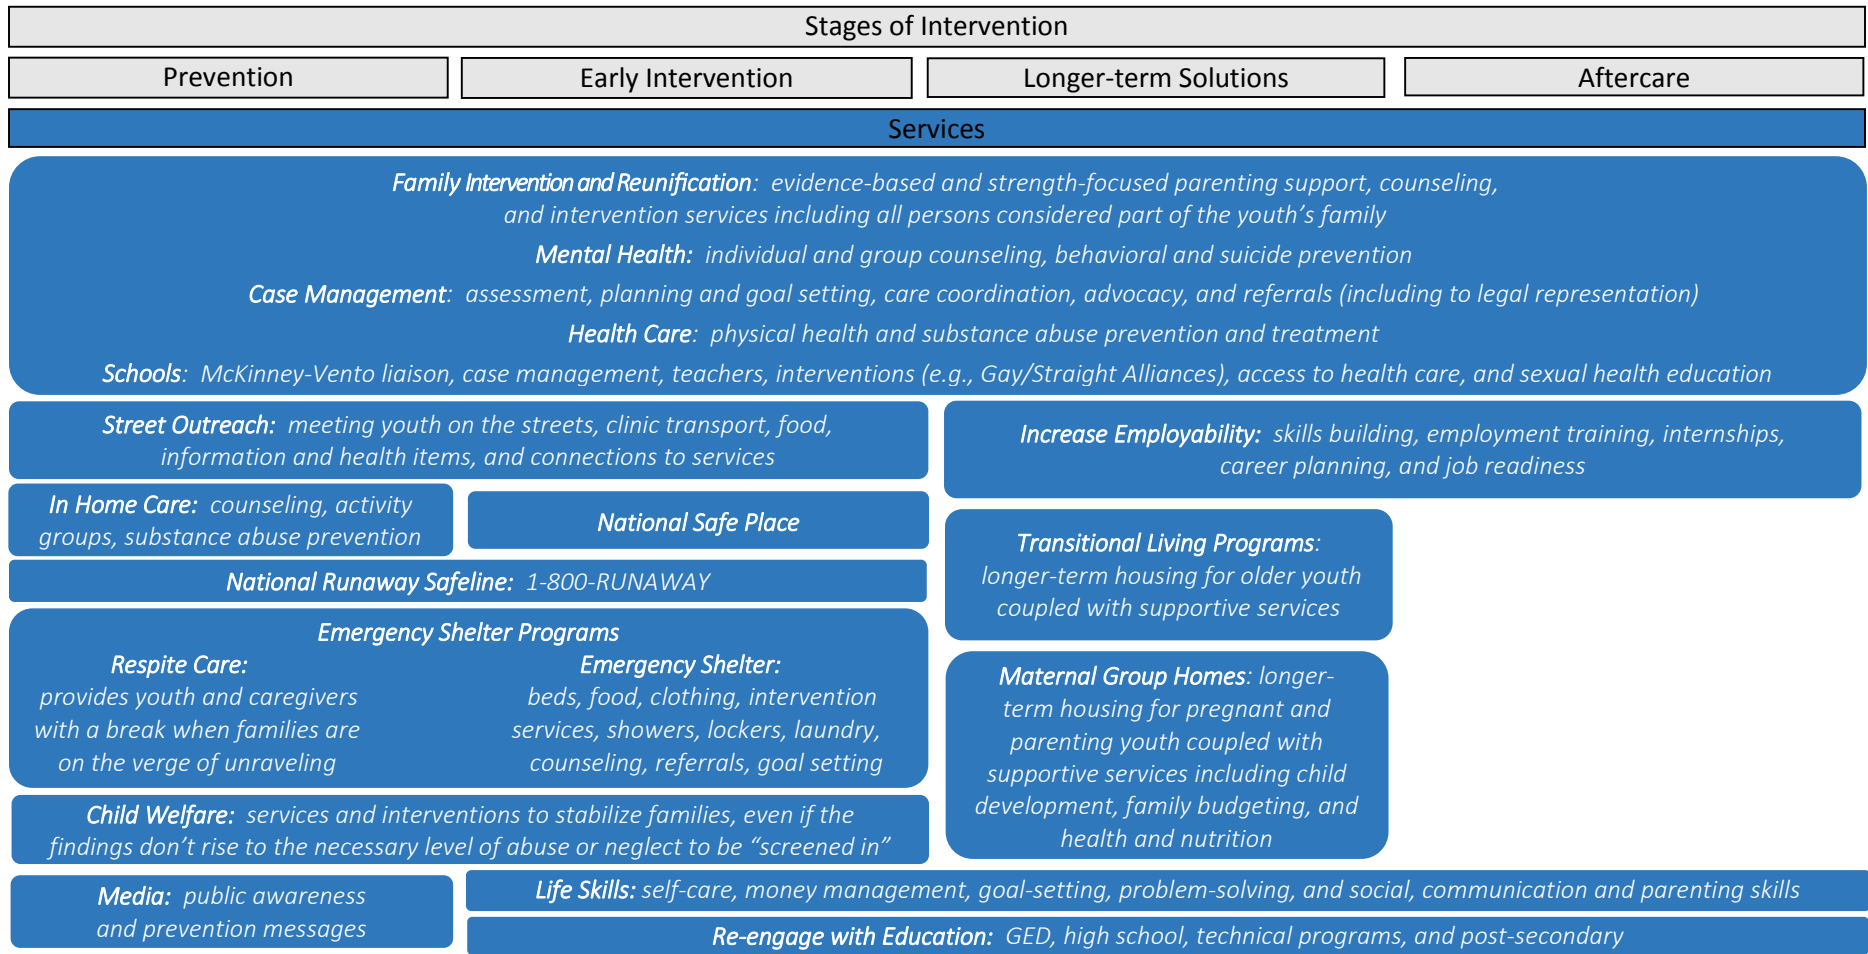 Stages of Intervention
Prevention
Early Intervention
Longer-term Solutions
Aftercare
Services
Family Intervention and Reunification: evidence-based and strength-focused parenting support, counseling,
and intervention services including all persons considered part of the youth’s family
Mental Health: individual and group counseling, behavioral and suicide prevention
Case Management: assessment, planning and goal setting, care coordination, advocacy, and referrals (including to legal representation)
Health Care: physical health and substance abuse prevention and treatment
Schools: McKinney-Vento liaison, case management, teachers, interventions (e.g., Gay/Straight Alliances), access to health care, and sexual health education
Street Outreach: meeting youth on the streets, clinic transport, food,
information and health items, and connections to services
Increase Employability: skills building, employment training, internships,
career planning, and job readiness
In Home Care: counseling, activity
groups, substance abuse prevention
National Safe Place
Transitional Living Programs:
longer-term housing for older youth
coupled with supportive services
National Runaway Safeline: 1-800-RUNAWAY
Emergency Shelter Programs
Respite Care:
provides youth and caregivers
with a break when families are
on the verge of unraveling
Emergency Shelter:
beds, food, clothing, intervention
services, showers, lockers, laundry,
counseling, referrals, goal setting
Maternal Group Homes: longer-
term housing for pregnant and
parenting youth coupled with
supportive services including child
development, family budgeting, and
health and nutrition
Child Welfare: services and interventions to stabilize families, even if the
findings don’t rise to the necessary level of abuse or neglect to be “screened in”
Media: public awareness
and prevention messages
Life Skills: self-care, money management, goal-setting, problem-solving, and social, communication and parenting skills
Re-engage with Education: GED, high school, technical programs, and post-secondary